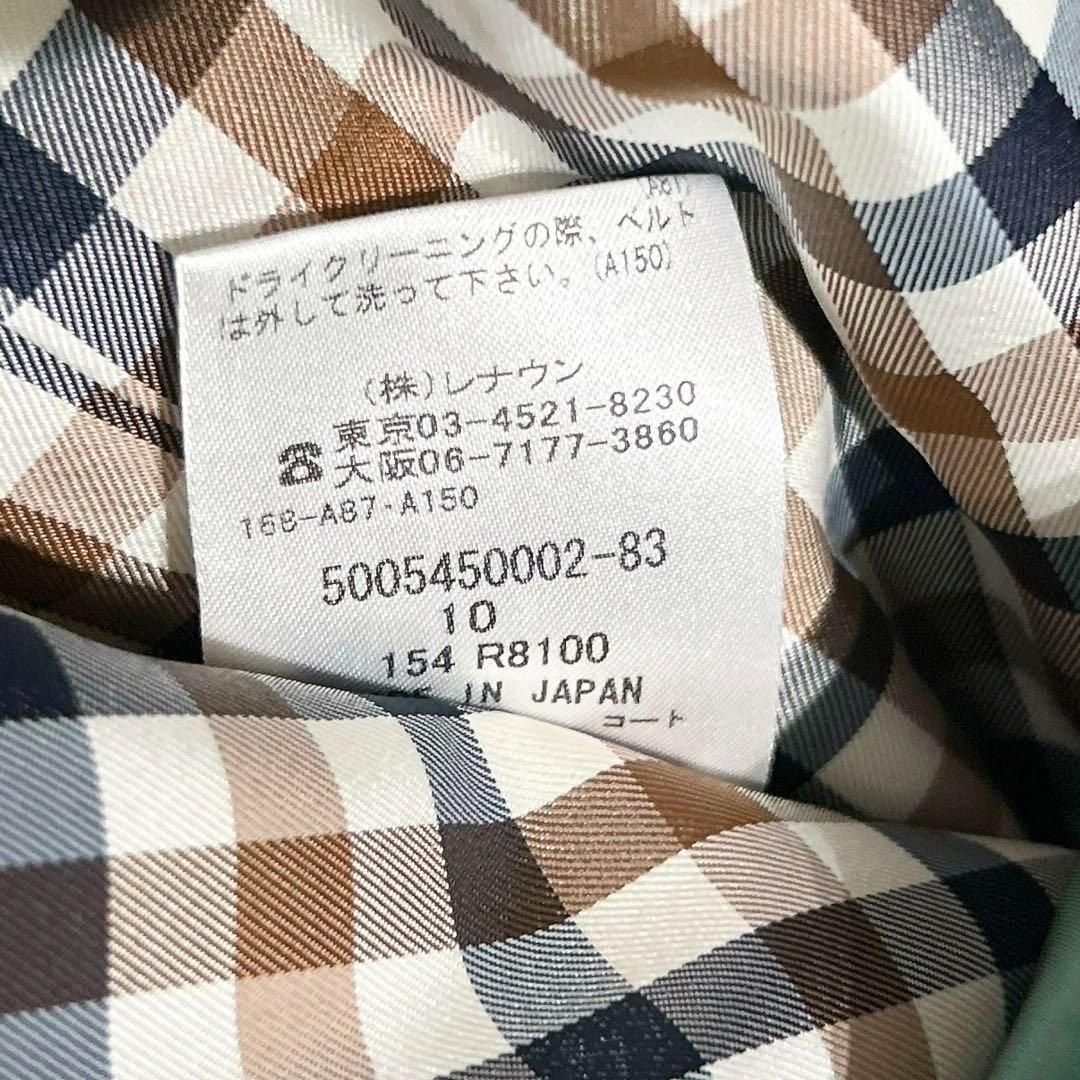 ドライクリーニングの際、ベルト
は外して洗って下さい。(A150)
(株)レナウン
東京03-4521-8230
☎大阪06-7177-3860
168-A87・A150
5005450002-83
10
154 R8100
IN JAPAN
コート